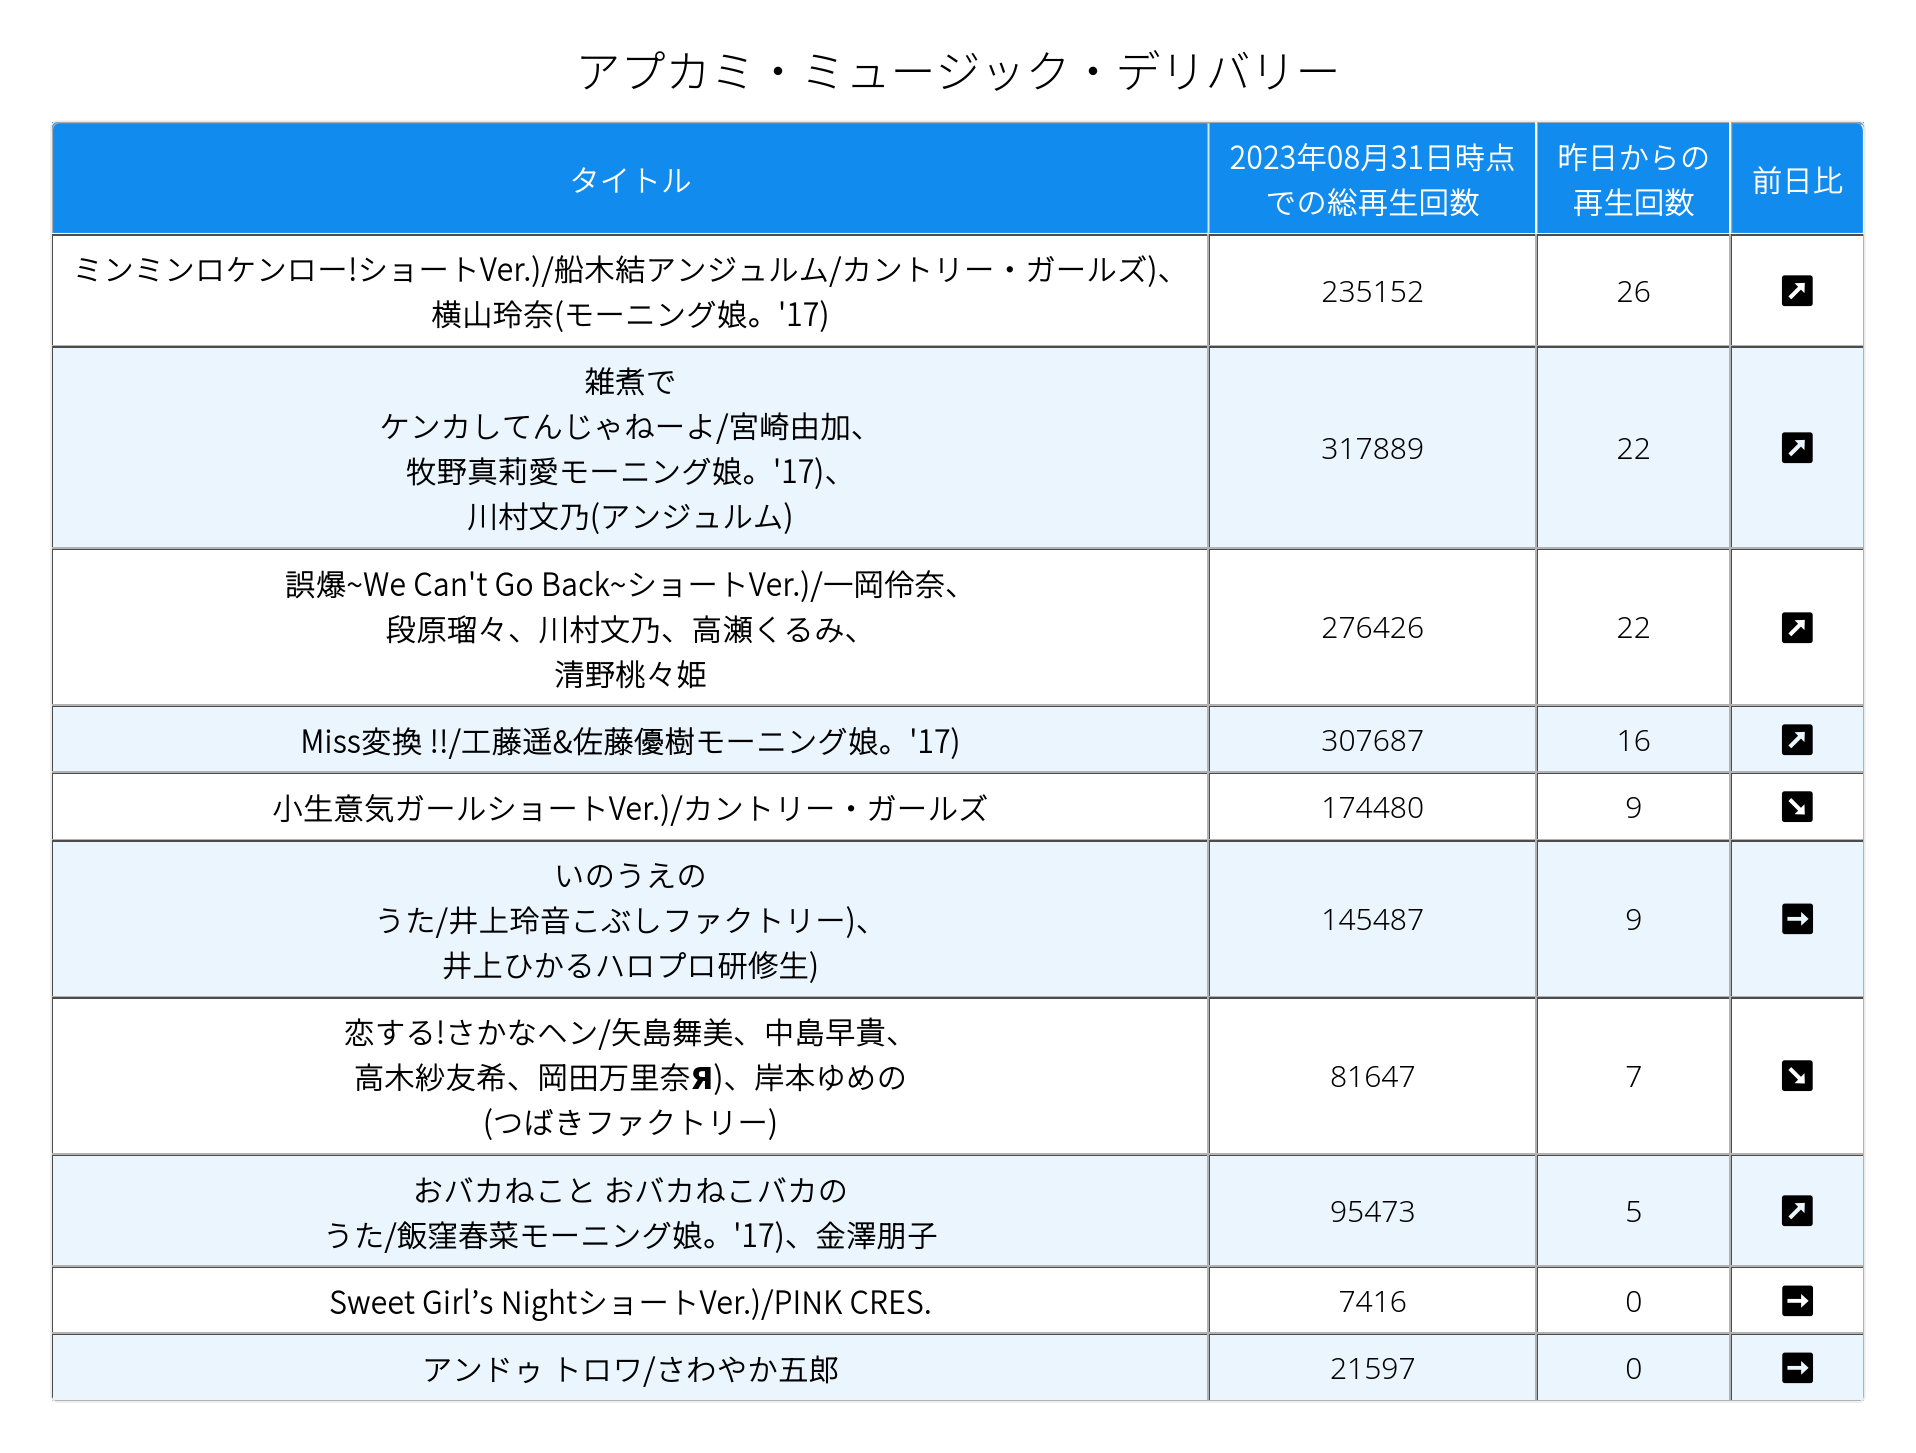 アプカミ・ミュージック・デリバリー
タイトル
2023年08月31日時点
での総再生回数
昨日からの
再生回数
前日比
ミンミンロケンロー!ショートVer.)/船木結アンジュルム/カントリー・ガールズ)、
横山玲奈(モーニング娘。'17)
235152
26
↗
雑煮で
ケンカしてんじゃねーよ/宮崎由加、
牧野真莉愛モーニング娘。'17)、
川村文乃(アンジュルム)
317889
22
↗
誤爆~We Can't Go Back~ショートVer.)/一岡伶奈、
段原瑠々、川村文乃、高瀬くるみ、
清野桃々姫
276426
22
↗
Miss変換 !!/工藤遥&佐藤優樹モーニング娘。'17)
307687
16
↗
小生意気ガールショートVer.)/カントリー・ガールズ
174480
9
↘
いのうえの
うた/井上玲音こぶしファクトリー)、
井上ひかるハロプロ研修生)
145487
9
→
恋する!さかなヘン/矢島舞美、中島早貴、
高木紗友希、岡田万里奈Я)、岸本ゆめの
(つばきファクトリー)
81647
7
↘
おバカねこと おバカねこバカの
うた/飯窪春菜モーニング娘。'17)、金澤朋子
95473
5
↗
Sweet Girl’s NightショートVer.)/PINK CRES.
7416
0
→
アンドゥ トロワ/さわやか五郎
21597
0
→